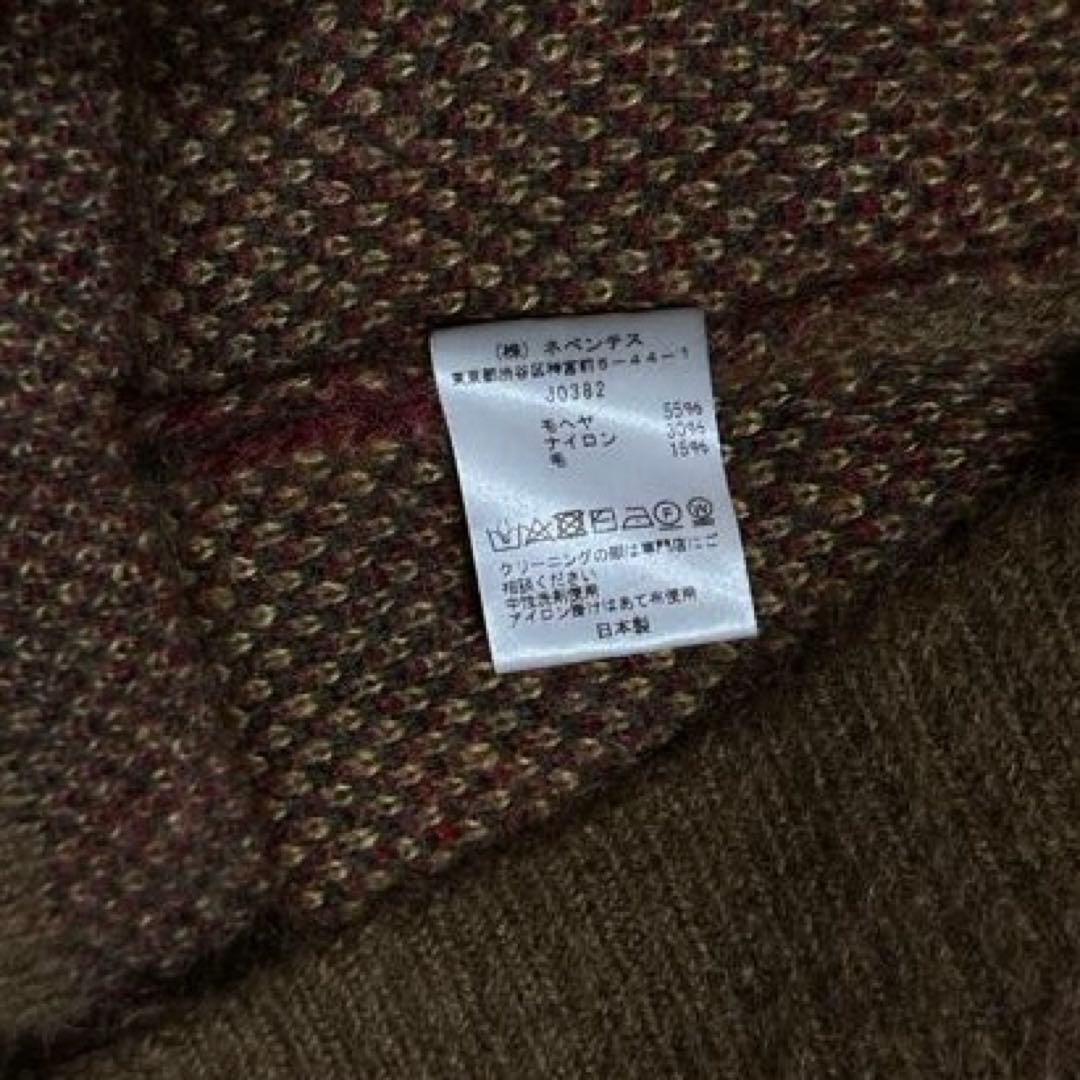 (株) ネペンテス
東京都渋谷区神宮前5-44-1
J0382
モヘヤ 55%
ナイロン 30%
毛 15%
F W
クリーニングの際は専門店にご
相談ください
中性洗剤使用
アイロン掛けはあて布使用
日本製